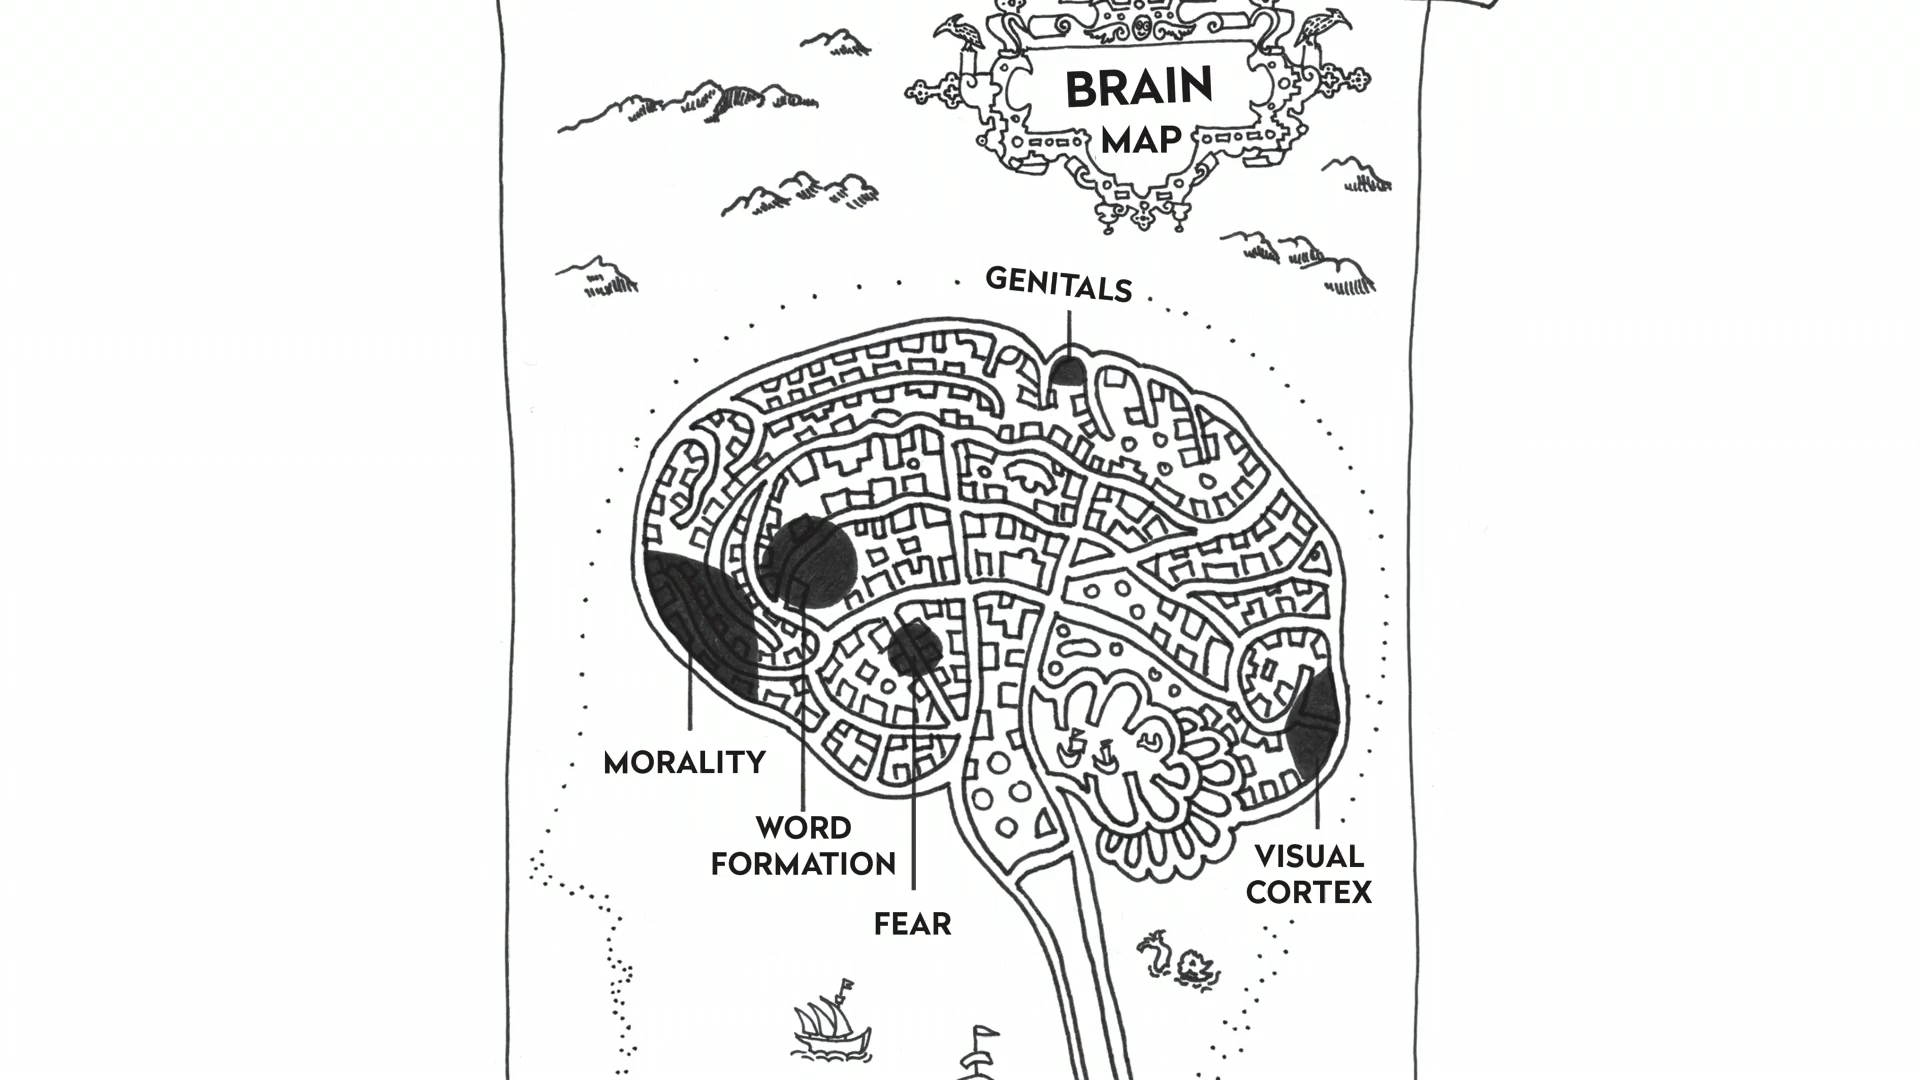 BRAIN
MAP
GENITALS
MORALITY
WORD
FORMATION
FEAR
VISUAL
CORTEX